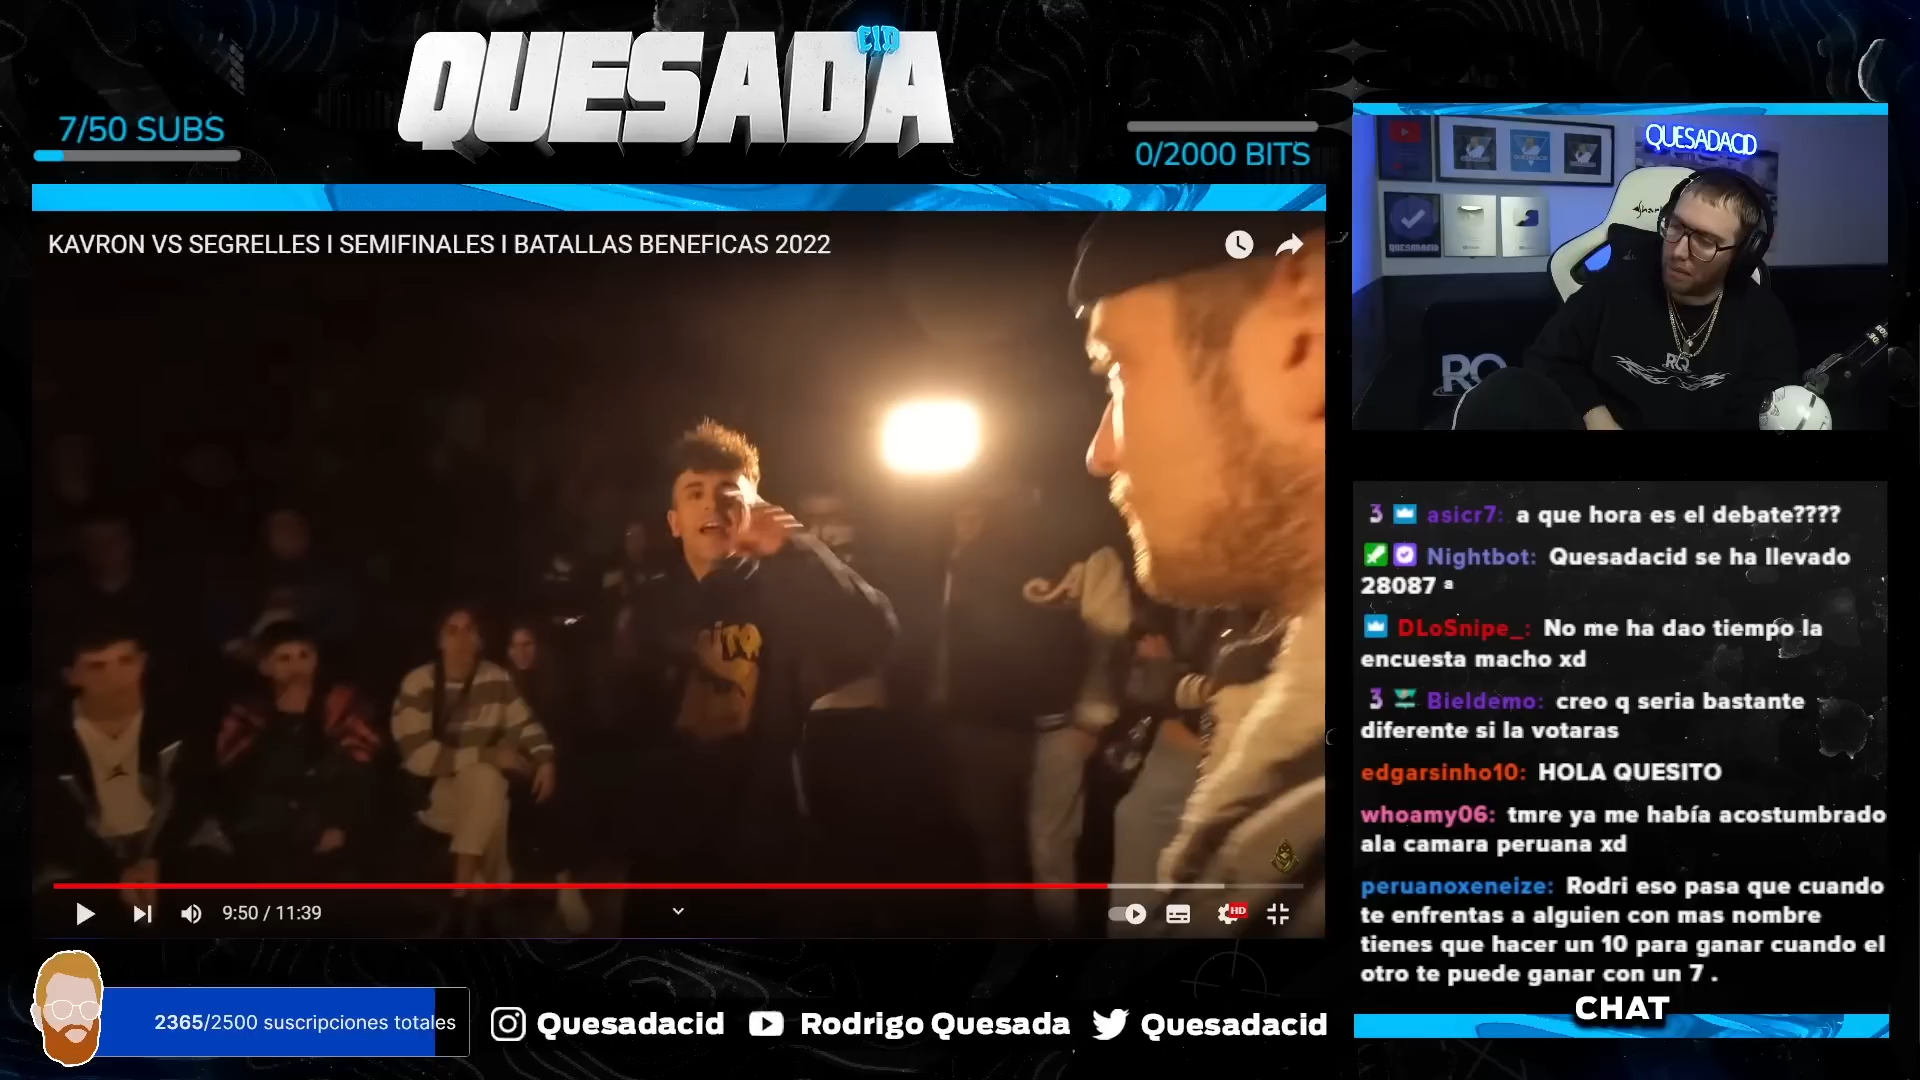 QUESADA
CID
7/50 SUBS
0/2000 BITS
KAVRON VS SEGRELLES I SEMIFINALES I BATALLAS BENEFICAS 2022
QUESADACID
RQ
RQ
asicr7: a que hora es el debate????
Nightbot: Quesadacid se ha llevado
28087 ª
DLoSnipe_: No me ha dao tiempo la
encuesta macho xd
Bieldemo: creo q seria bastante
diferente si la votaras
edgarsinho10: HOLA QUESITO
whoamy06: tmre ya me había acostumbrado
ala camara peruana xd
peruanoxeneize: Rodri eso pasa que cuando
te enfrentas a alguien con mas nombre
tienes que hacer un 10 para ganar cuando el
otro te puede ganar con un 7 .
CHAT
9:50 / 11:39
HD
2365/2500 suscripciones totales
Quesadacid
Rodrigo Quesada
Quesadacid